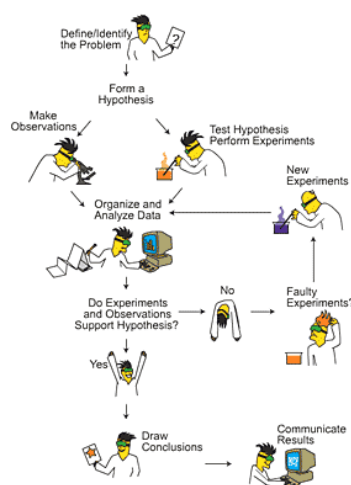 Define/Identify
the Problem
?
Form a
Hypothesis
Make
Observations
Test Hypothesis
Perform Experiments
New
Experiments
Organize and
Analyze Data
Do Experiments
and Observations
Support Hypothesis?
No
Faulty
Experiments?
Yes
Draw
Conclusions
Communicate
Results